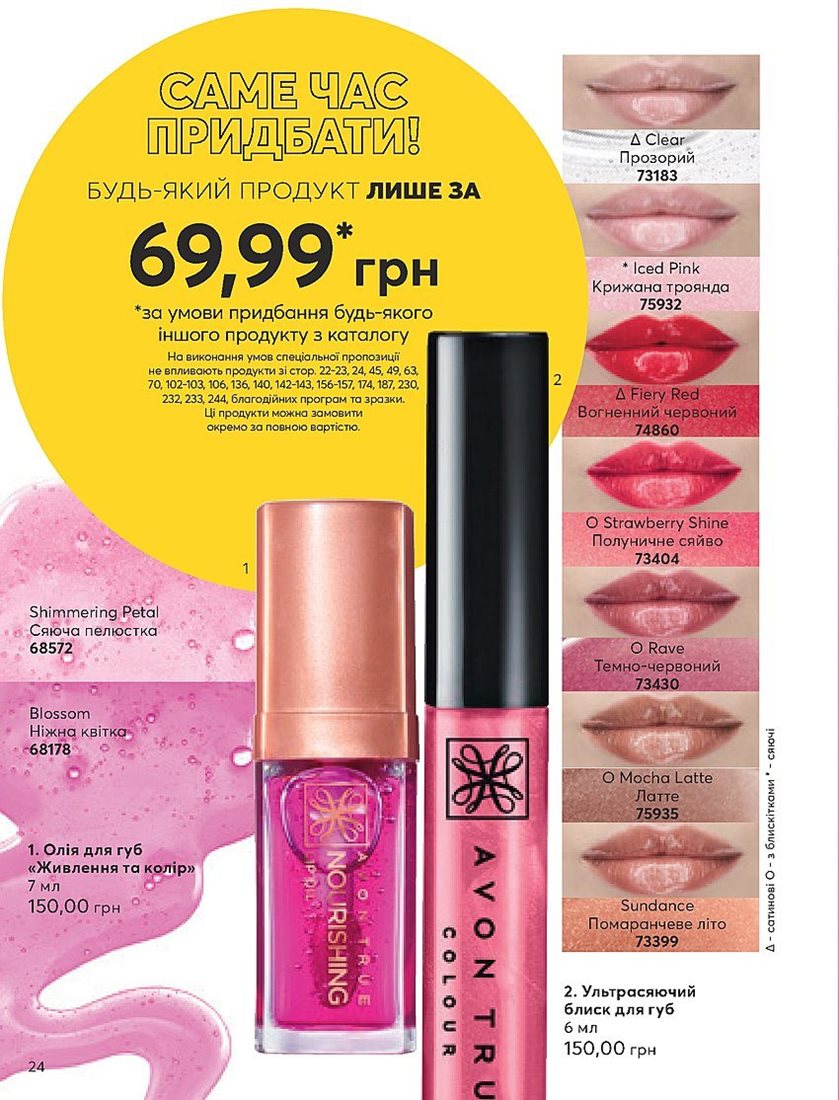 САМЕ ЧАС
ПРИДБАТИ!
БУДЬ-ЯКИЙ ПРОДУКТ ЛИШЕ ЗА
69,99* грн
*за умови придбання будь-якого
іншого продукту з каталогу
На виконання умов спеціальної пропозиції
не впливають продукти зі стор. 22-23, 24, 45, 49, 63,
70, 102-103, 106, 136, 140, 142-143, 156-157, 174, 187, 230,
232, 233, 244, благодійних програм та зразки.
Ці продукти можна замовити
окремо за повною вартістю.
1
2
Shimmering Petal
Сяюча пелюстка
68572
Blossom
Ніжна квітка
68178
1. Олія для губ
«Живлення та колір»
7 мл
150,00 грн
AVON TRUE
NOURISHING
LIP OIL
AVON TRU
COLOUR
Δ Clear
Прозорий
73183
* Iced Pink
Крижана троянда
75932
Δ Fiery Red
Вогненний червоний
74860
O Strawberry Shine
Полуничне сяйво
73404
O Rave
Темно-червоний
73430
O Mocha Latte
Латте
75935
Sundance
Помаранчеве літо
73399
Δ - сатинові O - з блискітками * - сяючі
2. Ультрасяючий
блиск для губ
6 мл
150,00 грн
24